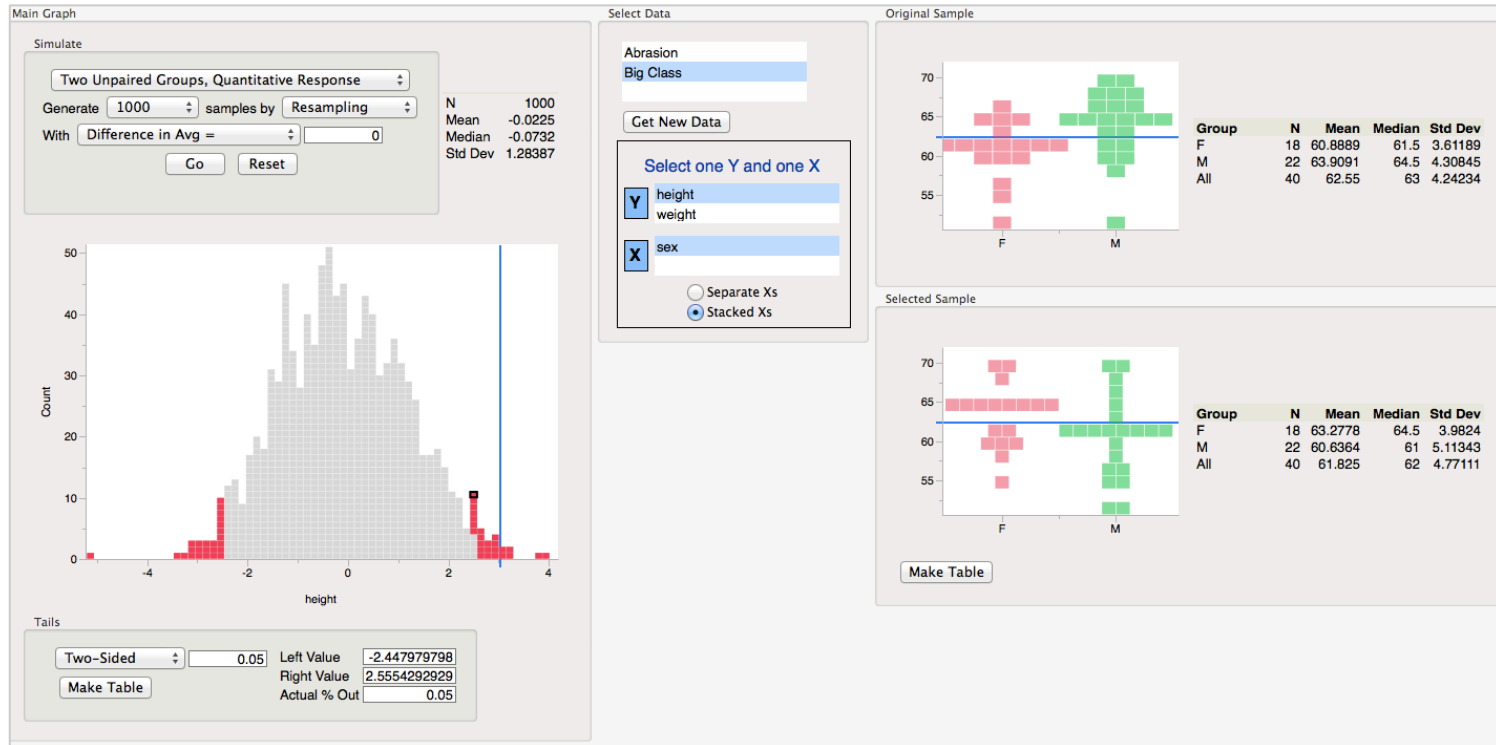 Main Graph
Simulate
Two Unpaired Groups, Quantitative Response
Generate 1000 samples by Resampling
With Difference in Avg = 0
Go Reset
N 1000
Mean -0.0225
Median -0.0732
Std Dev 1.28387
50
40
30
20
10
0
Count
-4 -2 0 2 4
height
Tails
Two-Sided 0.05 Left Value -2.447979798
Make Table Right Value 2.5554292929
Actual % Out 0.05
Select Data
Abrasion
Big Class
Get New Data
Select one Y and one X
Y height
weight
X sex
Separate Xs
Stacked Xs
Original Sample
70
65
60
55
F M
Group N Mean Median Std Dev
F 18 60.8889 61.5 3.61189
M 22 63.9091 64.5 4.30845
All 40 62.55 63 4.24234
Selected Sample
70
65
60
55
F M
Group N Mean Median Std Dev
F 18 63.2778 64.5 3.9824
M 22 60.6364 61 5.11343
All 40 61.825 62 4.77111
Make Table